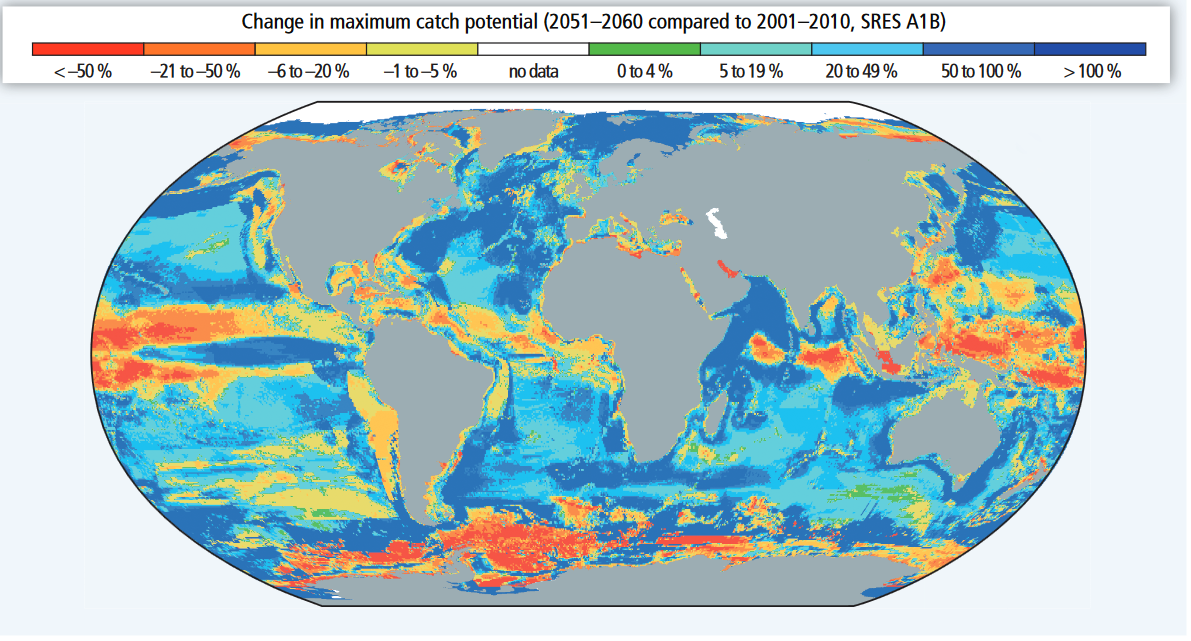 Change in maximum catch potential (2051–2060 compared to 2001–2010, SRES A1B)
< –50 % –21 to –50 % –6 to –20 % –1 to –5 % no data 0 to 4 % 5 to 19 % 20 to 49 % 50 to 100 % > 100 %